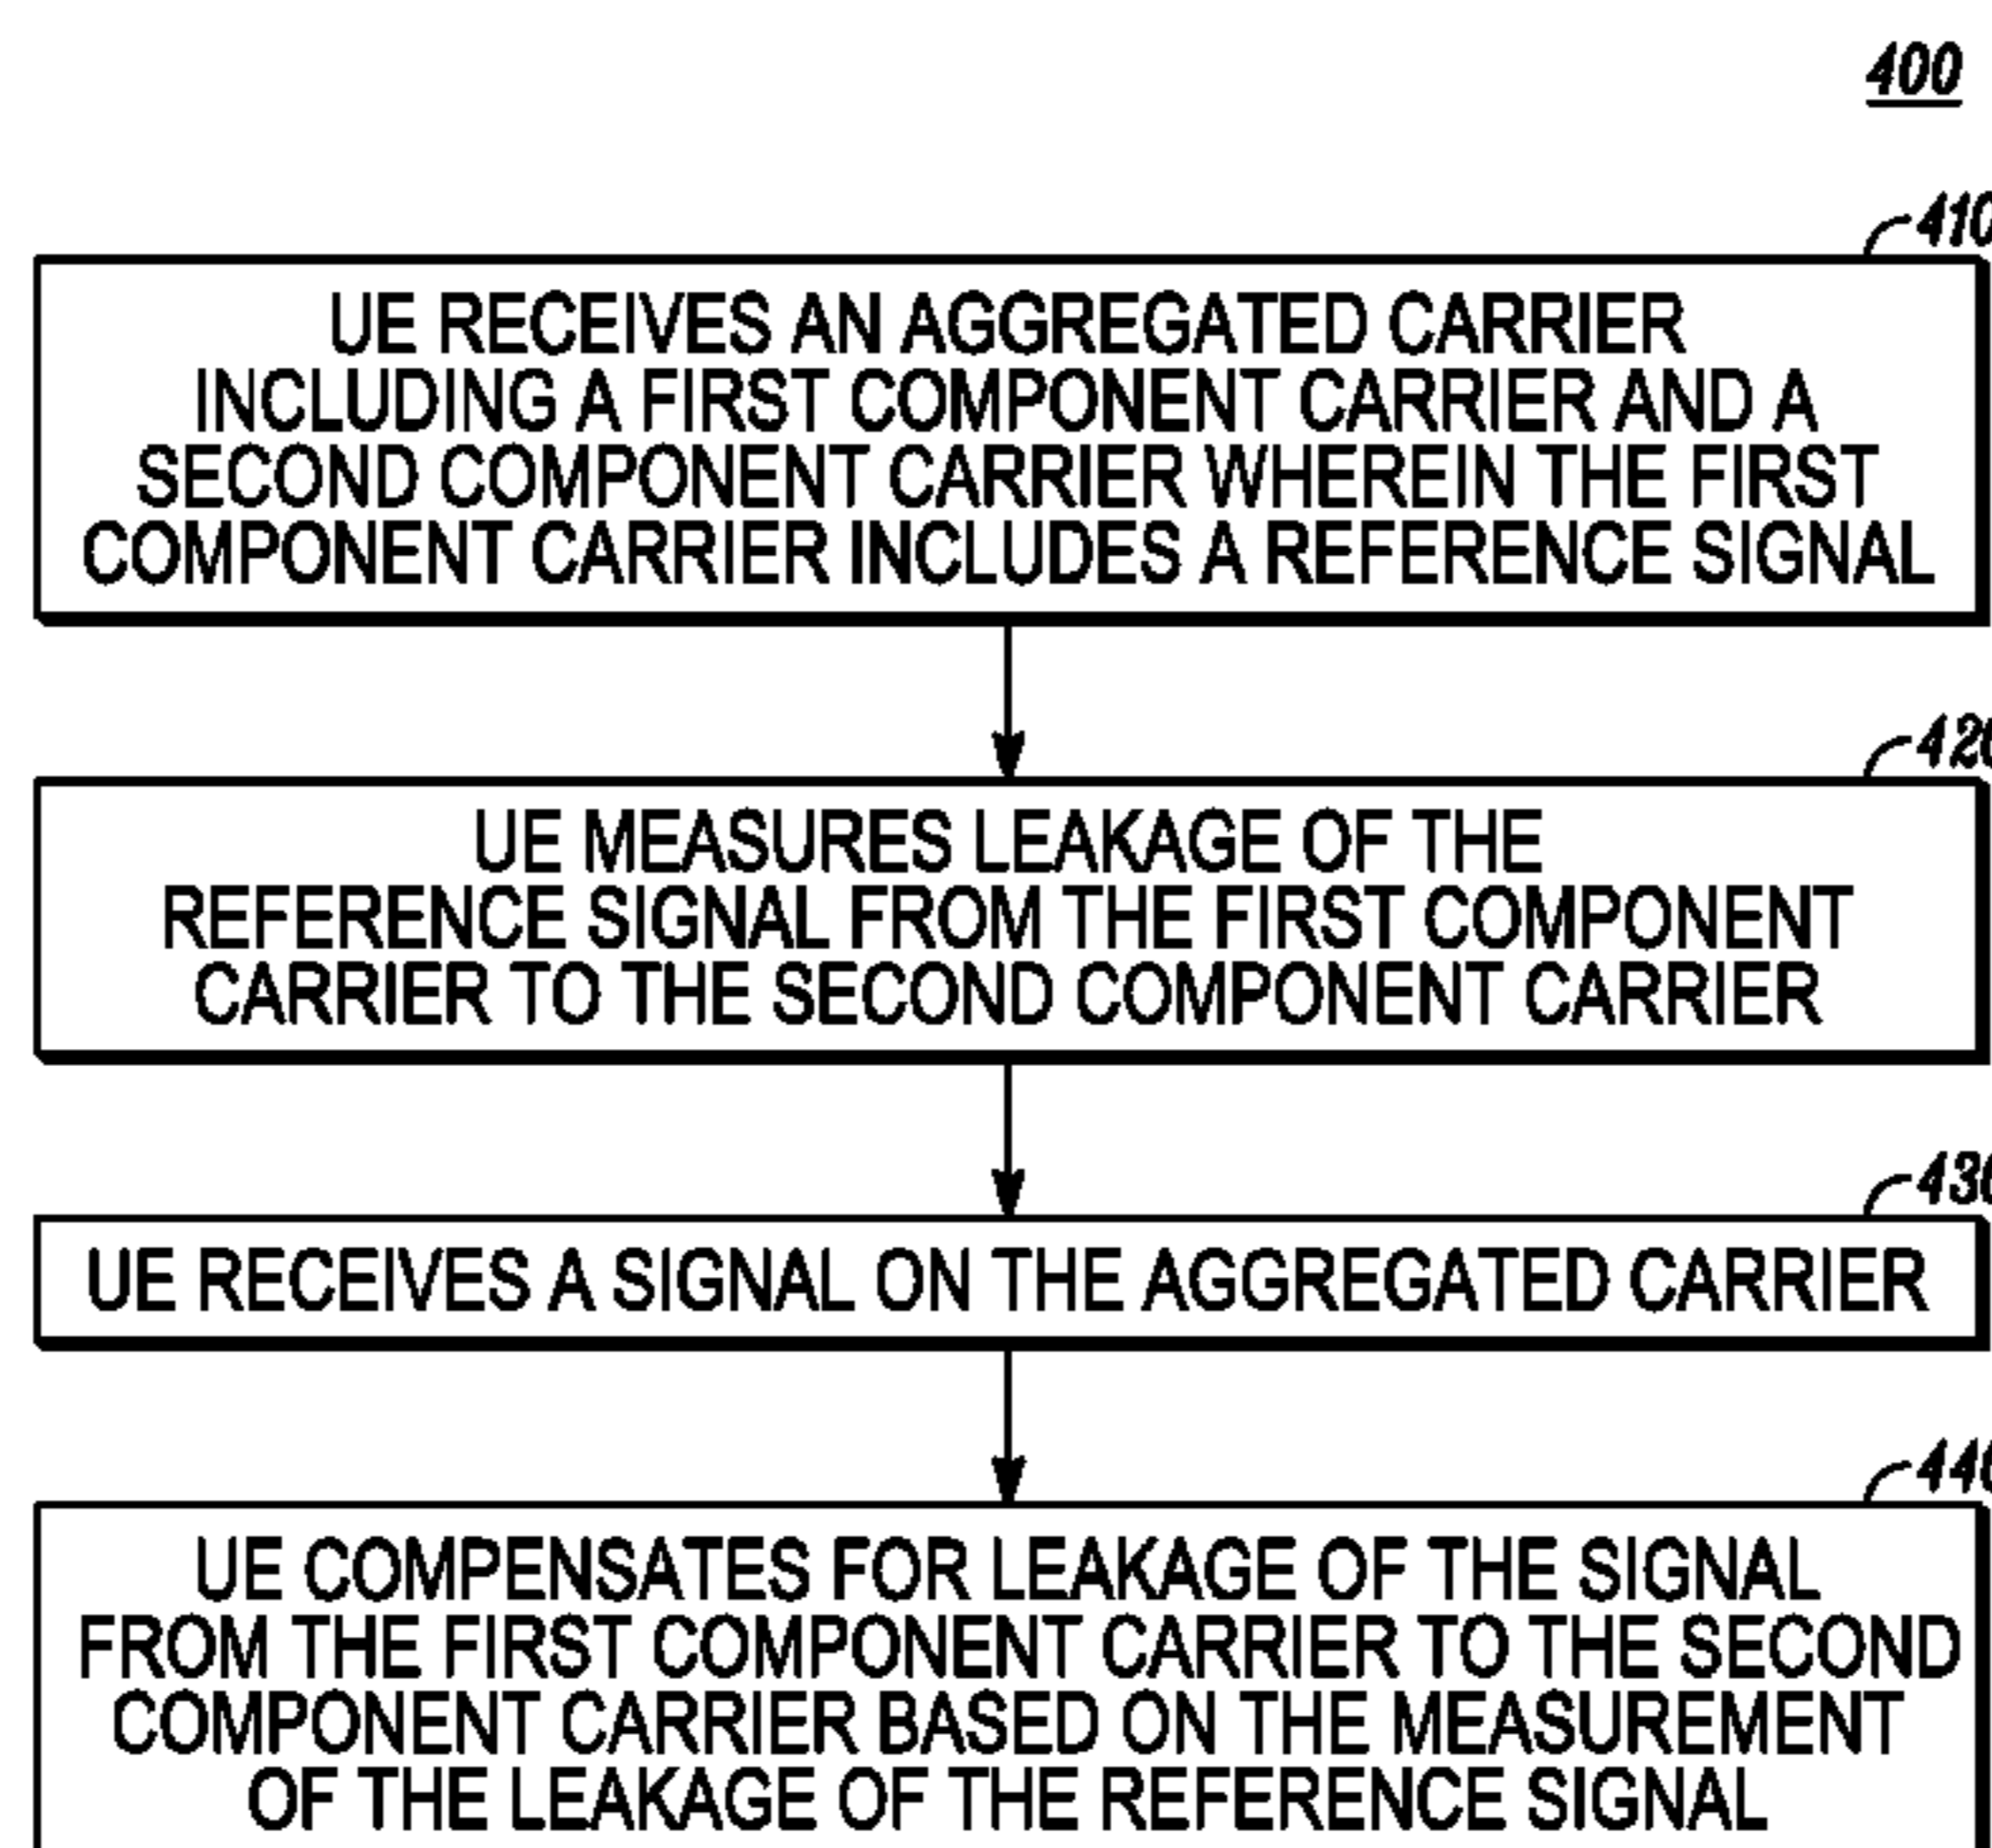 400
410
UE RECEIVES AN AGGREGATED CARRIER
INCLUDING A FIRST COMPONENT CARRIER AND A
SECOND COMPONENT CARRIER WHEREIN THE FIRST
COMPONENT CARRIER INCLUDES A REFERENCE SIGNAL
420
UE MEASURES LEAKAGE OF THE
REFERENCE SIGNAL FROM THE FIRST COMPONENT
CARRIER TO THE SECOND COMPONENT CARRIER
430
UE RECEIVES A SIGNAL ON THE AGGREGATED CARRIER
440
UE COMPENSATES FOR LEAKAGE OF THE SIGNAL
FROM THE FIRST COMPONENT CARRIER TO THE SECOND
COMPONENT CARRIER BASED ON THE MEASUREMENT
OF THE LEAKAGE OF THE REFERENCE SIGNAL